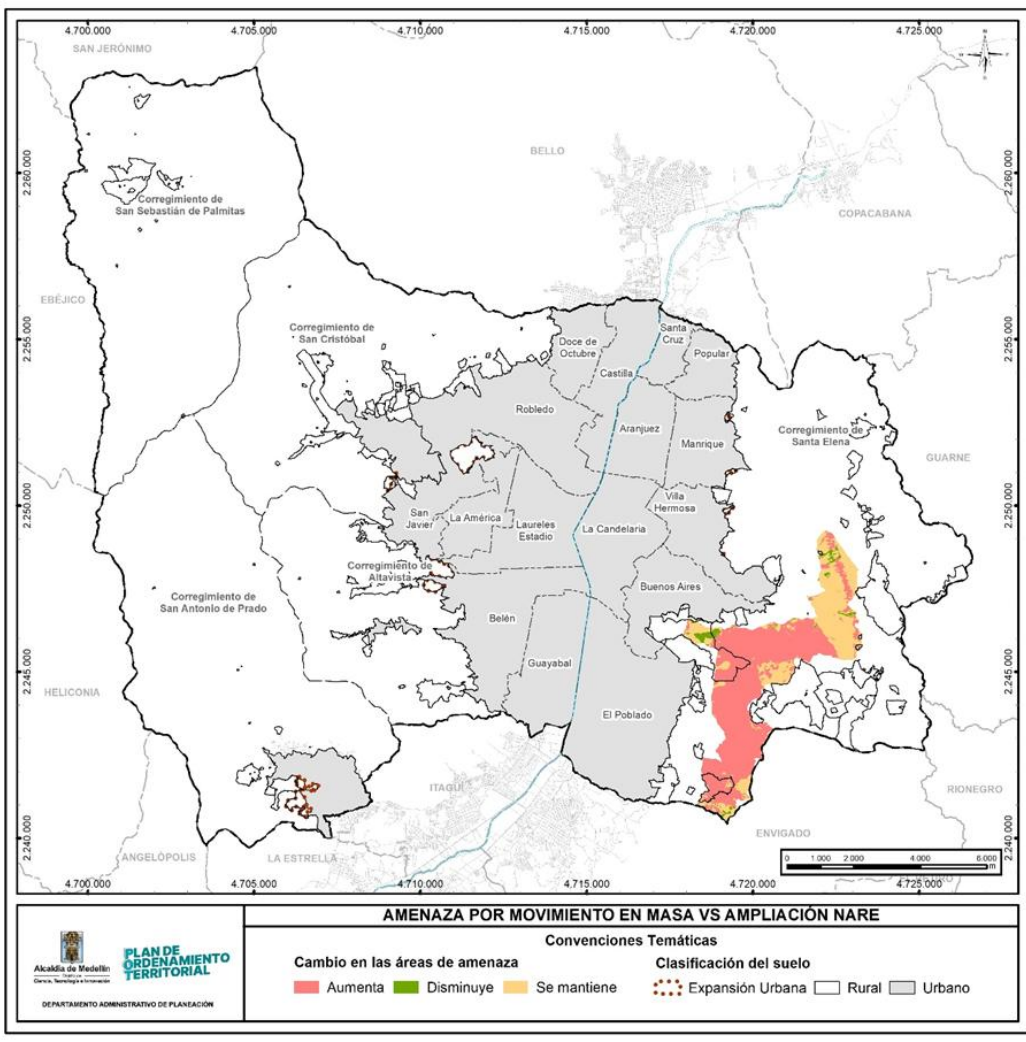 4.700.000 4.705.000 4.710.000 4.715.000 4.720.000 4.725.000
SAN JERÓNIMO
BELLO
2.260.000 2.260.000
Corregimiento de
San Sebastián de Palmitas
COPACABANA
EBÉJICO
2.255.000 2.255.000
Corregimiento de
San Cristóbal
Santa
Cruz
Doce de
Octubre
Popular
Castilla
Robledo
Aranjuez
Manrique
Corregimiento de
Santa Elena
GUARNE
2.250.000 2.250.000
San
Javier
La América
Laureles
Estadio
La Candelaria
Villa
Hermosa
Corregimiento de
Altavista
Buenos Aires
Corregimiento de
San Antonio de Prado
Belén
Guayabal
El Poblado
2.245.000 2.245.000
HELICONIA
ITAGÜÍ
RIONEGRO
2.240.000 2.240.000
ANGELÓPOLIS
LA ESTRELLA
ENVIGADO
0 1.000 2.000 4.000 6.000
m
4.700.000 4.705.000 4.710.000 4.715.000 4.720.000 4.725.000
AMENAZA POR MOVIMIENTO EN MASA VS AMPLIACIÓN NARE
Convenciones Temáticas
Cambio en las áreas de amenaza
Aumenta Disminuye Se mantiene
Clasificación del suelo
Expansión Urbana Rural Urbano
Alcaldía de Medellín
Ciencia, Tecnología e Innovación
PLAN DE
ORDENAMIENTO
TERRITORIAL
DEPARTAMENTO ADMINISTRATIVO DE PLANEACIÓN